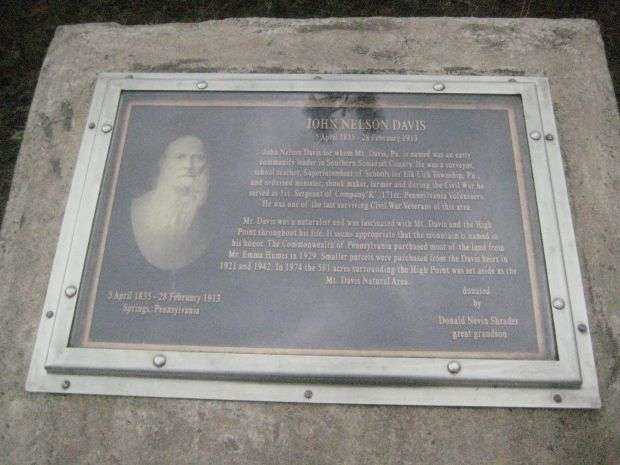 JOHN NELSON DAVIS
5 April 1835 - 28 February 1913
John Nelson Davis for whom Mt. Davis, Pa. is named was an early
community leader in Southern Somerset County. He was a surveyor,
school teacher, Superintendent of Schools for Elk Lick Township, Pa.,
and ordained minister, shook maker, farmer and during the Civil War he
served as 1st. Sergeant of Company "K", 171st. Pennsylvania volunteers.
He was one of the last surviving Civil War Veterans of this area.
Mr. Davis was a naturalist and was fascinated with Mt. Davis and the High
Point throughout his life. It seems appropriate that the mountain is named in
his honor. The Commonwealth of Pennsylvania purchased most of the land from
Mr. Emma Humes in 1929. Smaller parcels were purchased from the Davis heirs in
1921 and 1942. In 1974 the 581 acres surrounding the High Point was set aside as the
Mt. Davis Natural Area.
donated
by
Donald Nevin Shrader
great grandson
5 April 1835 - 28 February 1913
Springs, Pennsylvania